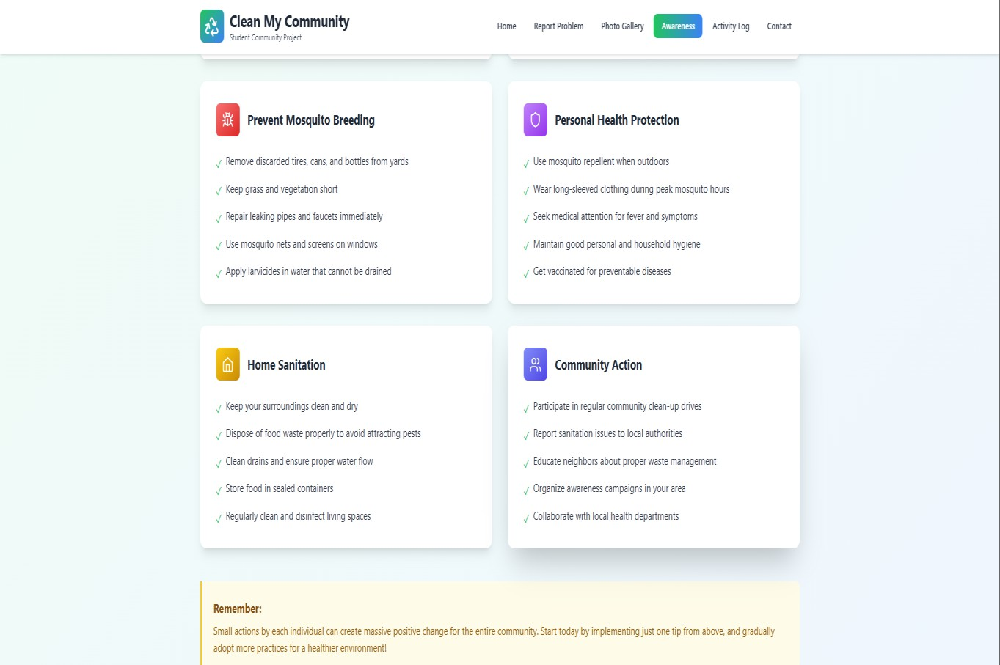 Clean My Community
Student Community Project
Home
Report Problem
Photo Gallery
Awareness
Activity Log
Contact
Prevent Mosquito Breeding
✓ Remove discarded tires, cans, and bottles from yards
✓ Keep grass and vegetation short
✓ Repair leaking pipes and faucets immediately
✓ Use mosquito nets and screens on windows
✓ Apply larvicides in water that cannot be drained
Personal Health Protection
✓ Use mosquito repellent when outdoors
✓ Wear long-sleeved clothing during peak mosquito hours
✓ Seek medical attention for fever and symptoms
✓ Maintain good personal and household hygiene
✓ Get vaccinated for preventable diseases
Home Sanitation
✓ Keep your surroundings clean and dry
✓ Dispose of food waste properly to avoid attracting pests
✓ Clean drains and ensure proper water flow
✓ Store food in sealed containers
✓ Regularly clean and disinfect living spaces
Community Action
✓ Participate in regular community clean-up drives
✓ Report sanitation issues to local authorities
✓ Educate neighbors about proper waste management
✓ Organize awareness campaigns in your area
✓ Collaborate with local health departments
Remember:
Small actions by each individual can create massive positive change for the entire community. Start today by implementing just one tip from above, and gradually
adopt more practices for a healthier environment!